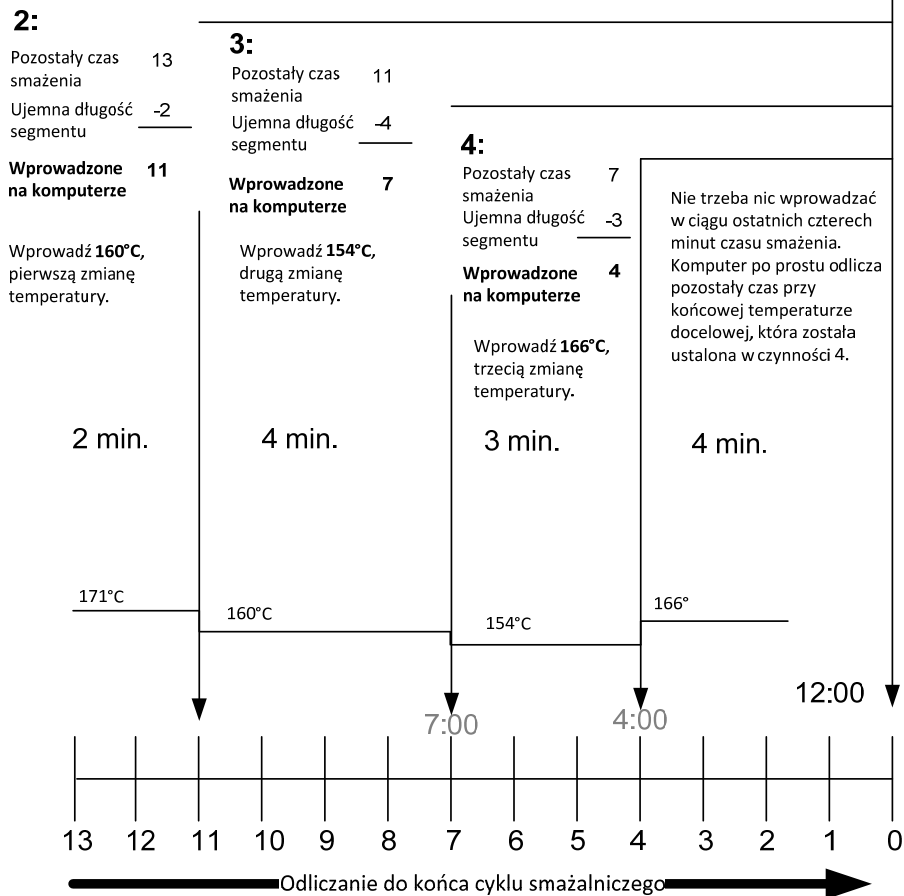 2:
Pozostały czas 13
smażenia
Ujemna długość -2
segmentu
Wprowadzone 11
na komputerze
Wprowadź 160°C,
pierwszą zmianę
temperatury.
3:
Pozostały czas 11
smażenia
Ujemna długość -4
segmentu
Wprowadzone 7
na komputerze
Wprowadź 154°C,
drugą zmianę
temperatury.
4:
Pozostały czas 7
smażenia
Ujemna długość -3
segmentu
Wprowadzone 4
na komputerze
Wprowadź 166°C,
trzecią zmianę
temperatury.
Nie trzeba nic wprowadzać
w ciągu ostatnich czterech
minut czasu smażenia.
Komputer po prostu odlicza
pozostały czas przy
końcowej temperaturze
docelowej, która została
ustalona w czynności 4.
2 min. 4 min. 3 min. 4 min.
171°C 160°C 154°C 166°
7:00 4:00 12:00
13 12 11 10 9 8 7 6 5 4 3 2 1 0
Odliczanie do końca cyklu smażalniczego